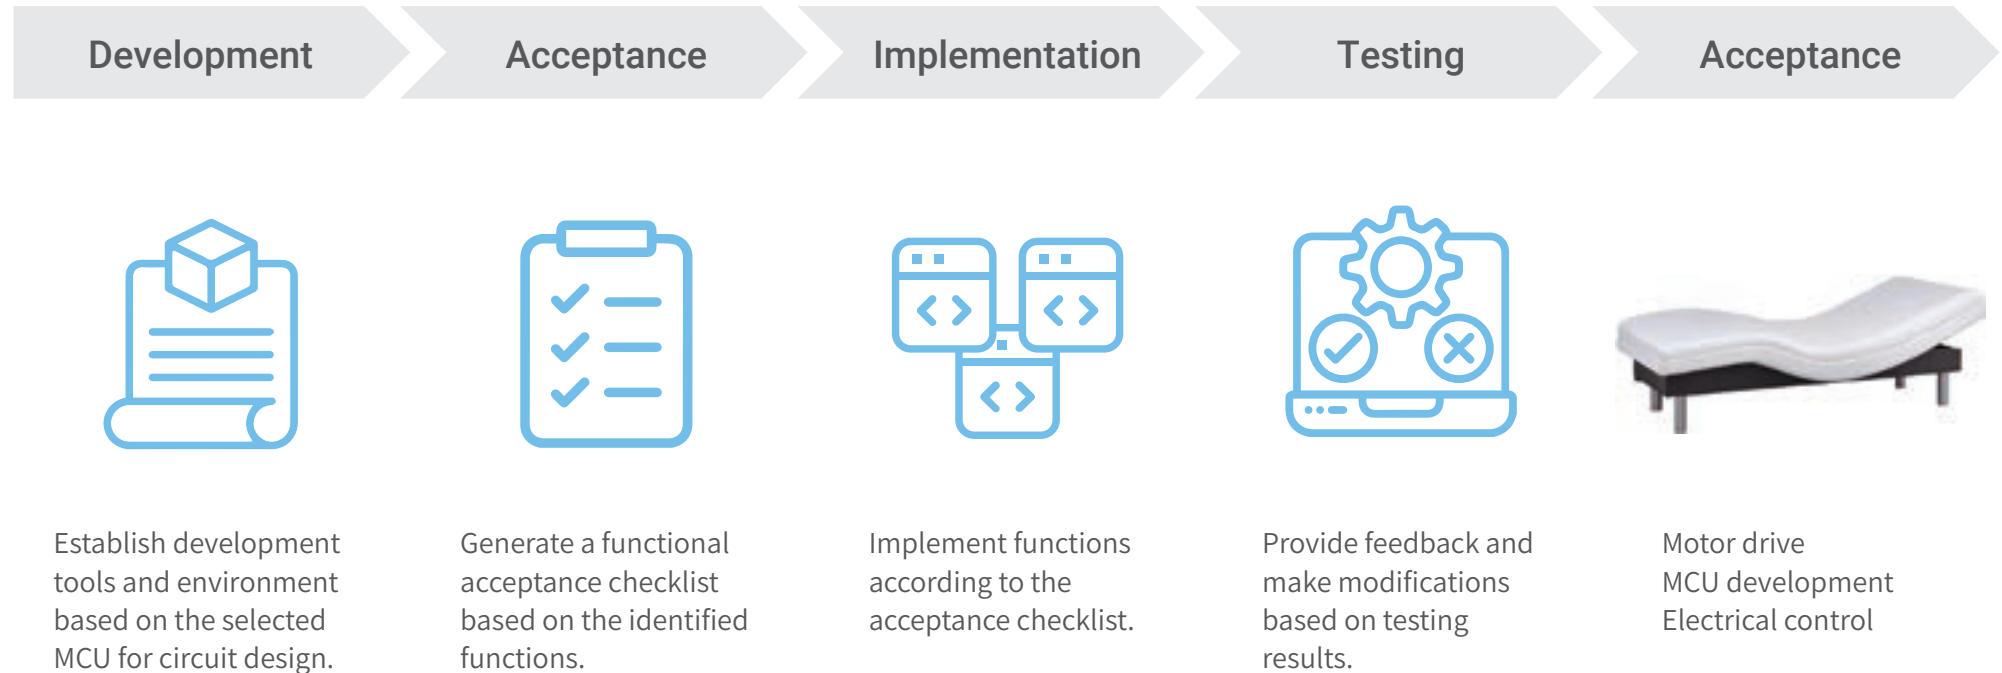 Development
Acceptance
Implementation
Testing
Acceptance
Establish development
tools and environment
based on the selected
MCU for circuit design.
Generate a functional
acceptance checklist
based on the identified
functions.
Implement functions
according to the
acceptance checklist.
Provide feedback and
make modifications
based on testing
results.
Motor drive
MCU development
Electrical control